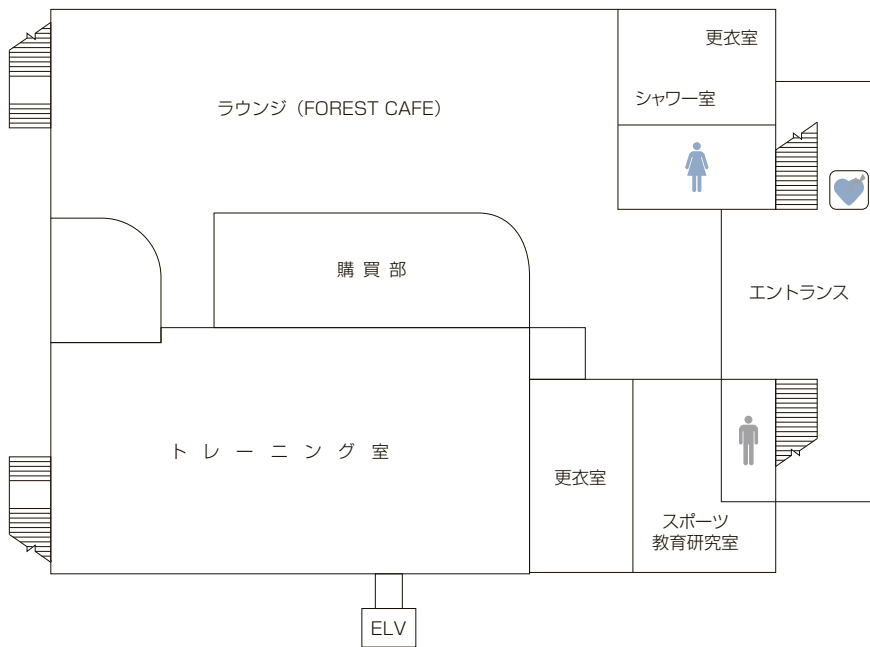 更衣室
シャワー室
ラウンジ（FOREST CAFE）
購買部
エントランス
トレーニング室
更衣室
スポーツ
教育研究室
ELV